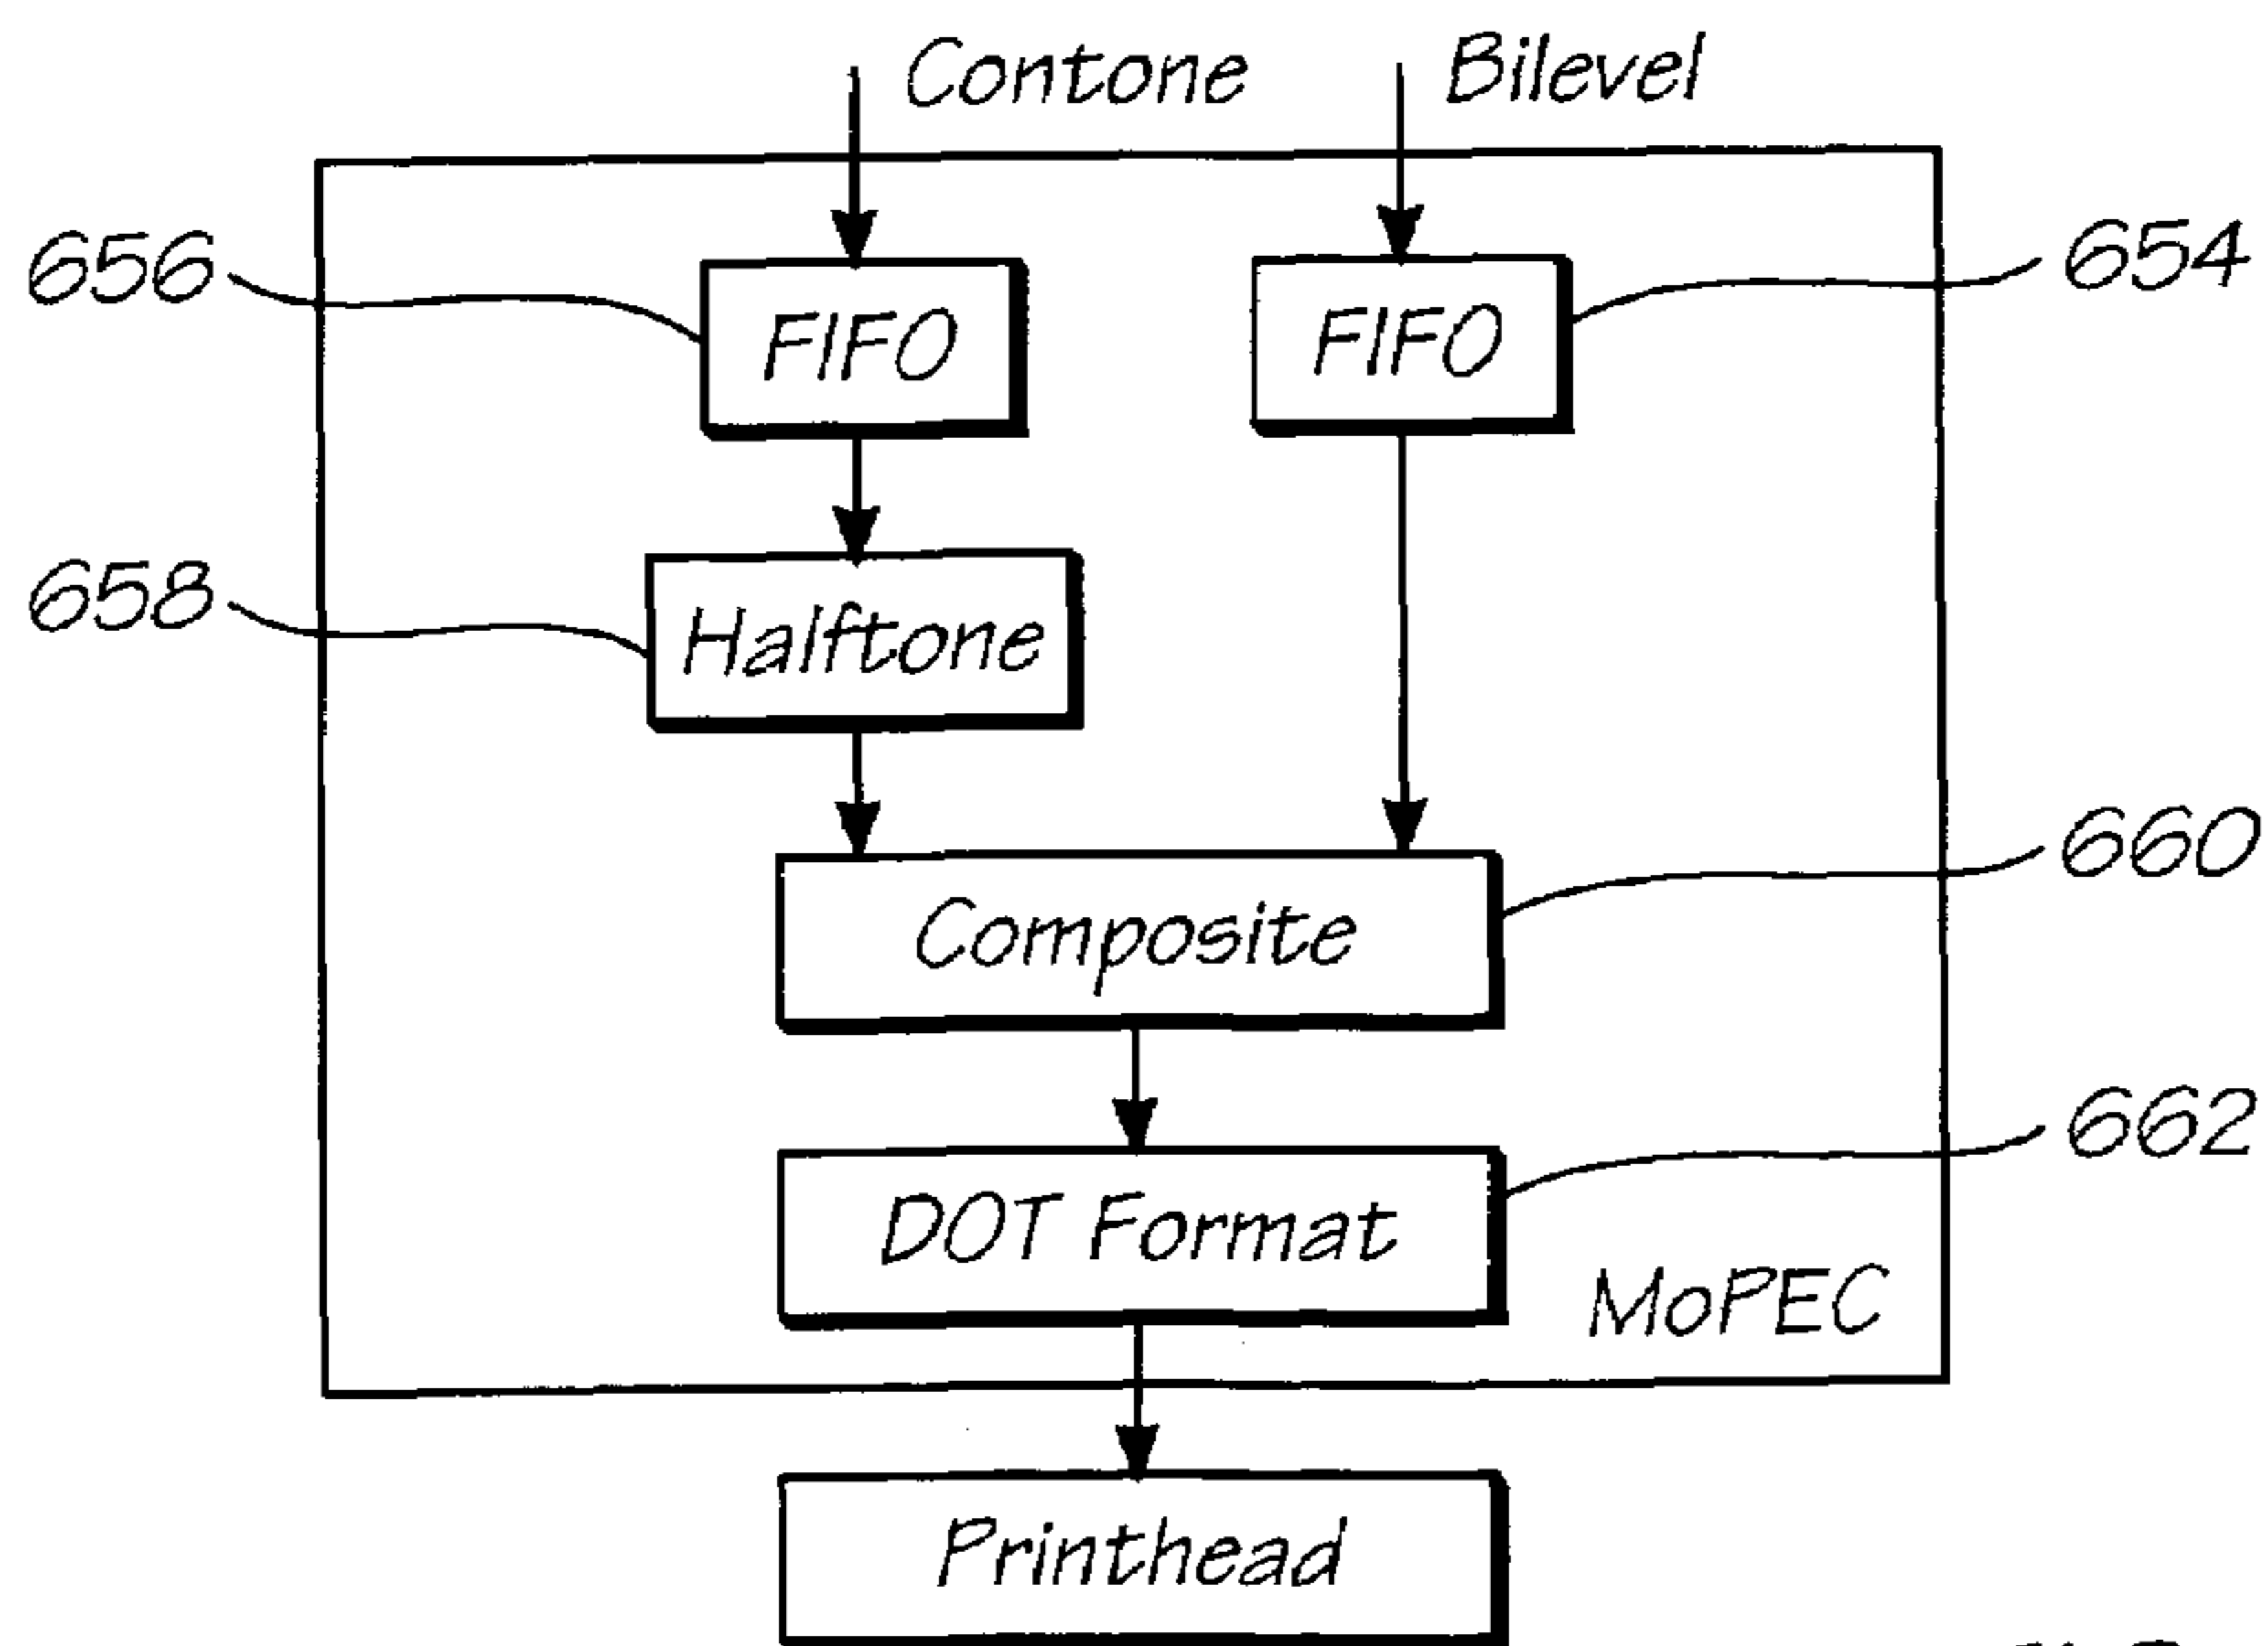 Contone
Bilevel
656
FIFO
FIFO
654
658
Halftone
660
Composite
662
DOT Format
MoPEC
Printhead